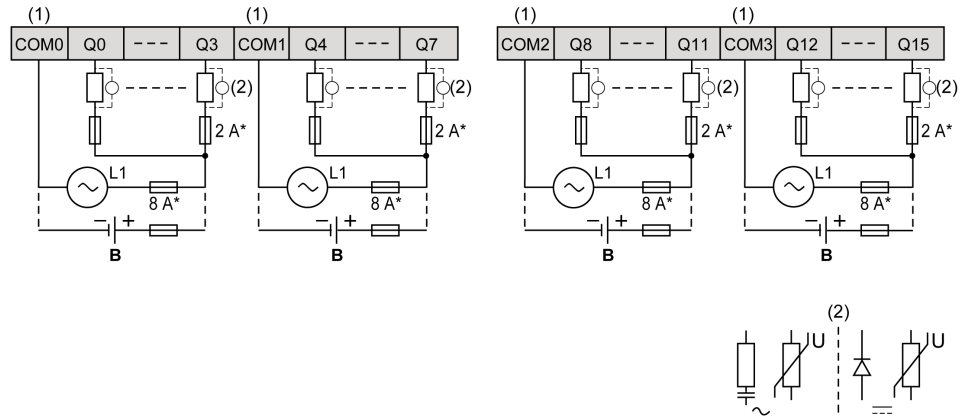 (1) (1) (1) (1)
COM0 Q0 --- Q3 COM1 Q4 --- Q7 COM2 Q8 --- Q11 COM3 Q12 --- Q15
(2) (2) (2) (2)
2 A* 2 A* 2 A* 2 A*
L1 L1 L1 L1
8 A* 8 A* 8 A* 8 A*
− + − + − + − +
B B B B
(2)
U U